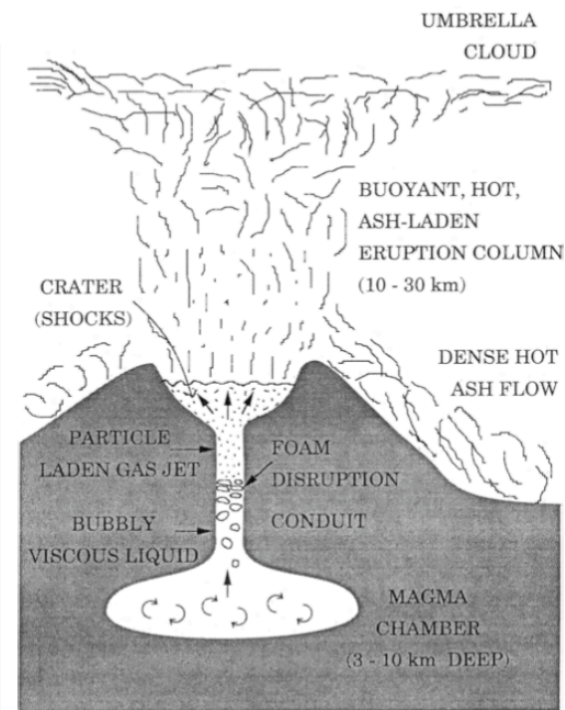 UMBRELLA
CLOUD
BUOYANT, HOT,
ASH-LADEN
ERUPTION COLUMN
(10 - 30 km)
CRATER
(SHOCKS)
DENSE HOT
ASH FLOW
PARTICLE
LADEN GAS JET
FOAM
DISRUPTION
BUBBLY
VISCOUS LIQUID
CONDUIT
MAGMA
CHAMBER
(3 - 10 km DEEP)